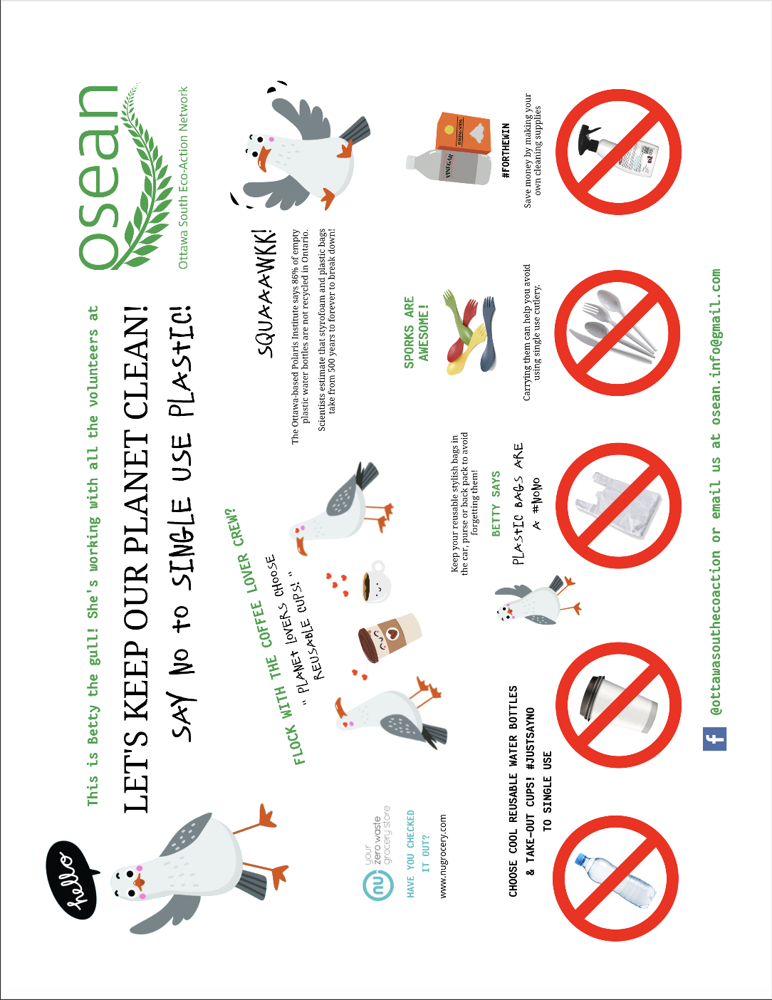 hello
This is Betty the gull! She's working with all the volunteers at
LET'S KEEP OUR PLANET CLEAN!
SAY NO to SINGLE USE PLAStIC!
osean
Ottawa South Eco-Action Network
FLOCK WITH THE COFFEE LOVER CREW?
" PLANEt LOVERS CHOOSE
REUSABLE CUPS! "
SQUAAAWKK!
The Ottawa-based Polaris Institute says 86% of empty
plastic water bottles are not recycled in Ontario.
Scientists estimate that styrofoam and plastic bags
take from 500 years to forever to break down!
nu
your
zero waste
grocery store
HAVE YOU CHECKED
IT OUT?
www.nugrocery.com
CHOOSE COOL REUSABLE WATER BOTTLES
& TAKE-OUT CUPS! #JUSTSAYNO
TO SINGLE USE
Keep your reusable stylish bags in
the car, purse or back pack to avoid
forgetting them!
BETTY SAYS
PLAStIC BAGS ARE
A #NONO
SPORKS ARE
AWESOME!
Carrying them can help you avoid
using single use cutlery.
VINEGAR
BAKING SODA
#FORTHEWIN
Save money by making your
own cleaning supplies
f @ottawasouthecoaction or email us at osean.info@gmail.com